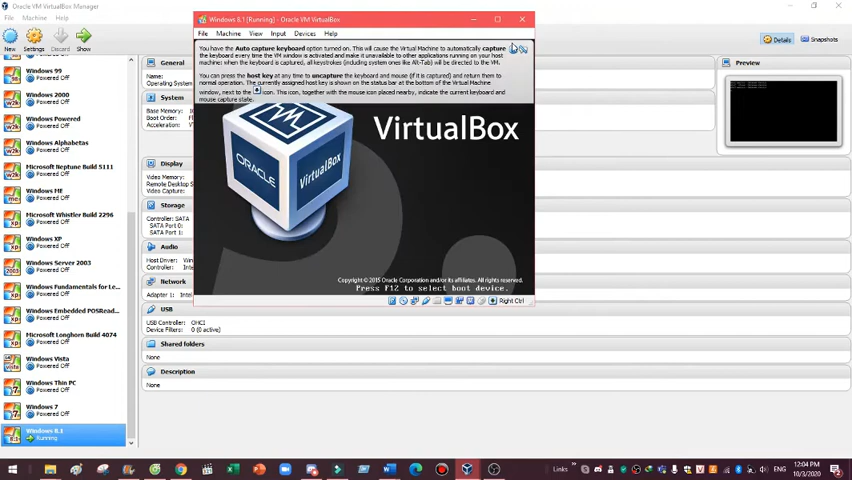 Oracle VM VirtualBox Manager
File Machine Help
New Settings Discard Show
Details Snapshots
Windows 99
Powered Off
Windows 2000
Powered Off
Windows Powered
Powered Off
Windows Alphabetas
Powered Off
Microsoft Neptune Build 5111
Powered Off
Windows ME
Powered Off
Microsoft Whistler Build 2296
Powered Off
Windows XP
Powered Off
Windows Server 2003
Powered Off
Windows Fundamentals for Le...
Powered Off
Windows Embedded POSRead...
Powered Off
Microsoft Longhorn Build 4074
Powered Off
Windows Vista
Powered Off
Windows Thin PC
Powered Off
Windows 7
Powered Off
Windows 8.1
Running
Name:
Operating System
System
Base Memory:
Boot Order:
Acceleration:
Display
Video Memory:
Remote Desktop S
Video Capture:
Storage
Controller: SATA
SATA Port 0:
SATA Port 1:
Audio
Host Driver:
Controller:
Network
Adapter 1:
USB
USB Controller: OHCI
Device Filters: 0 (0 active)
Shared folders
None
Description
None
Preview
Windows 8.1 [Running] - Oracle VM VirtualBox
File Machine View Input Devices Help
You have the Auto capture keyboard option turned on. This will cause the Virtual Machine to automatically capture
the keyboard every time the VM window is activated and make it unavailable to other applications running on your host
machine: when the keyboard is captured, all keystrokes (including system ones like Alt-Tab) will be directed to the VM.
You can press the host key at any time to uncapture the keyboard and mouse (if it is captured) and return them to
normal operation. The currently assigned host key is shown on the status bar at the bottom of the Virtual Machine
window, next to the icon. This icon, together with the mouse icon placed nearby, indicate the current keyboard and
mouse capture state.
VirtualBox
ORACLE
VirtualBox
Copyright © 2015 Oracle Corporation and/or its affiliates. All rights reserved.
Press F12 to select boot device.
Right Ctrl
Links
ENG
12:04 PM
10/3/2020